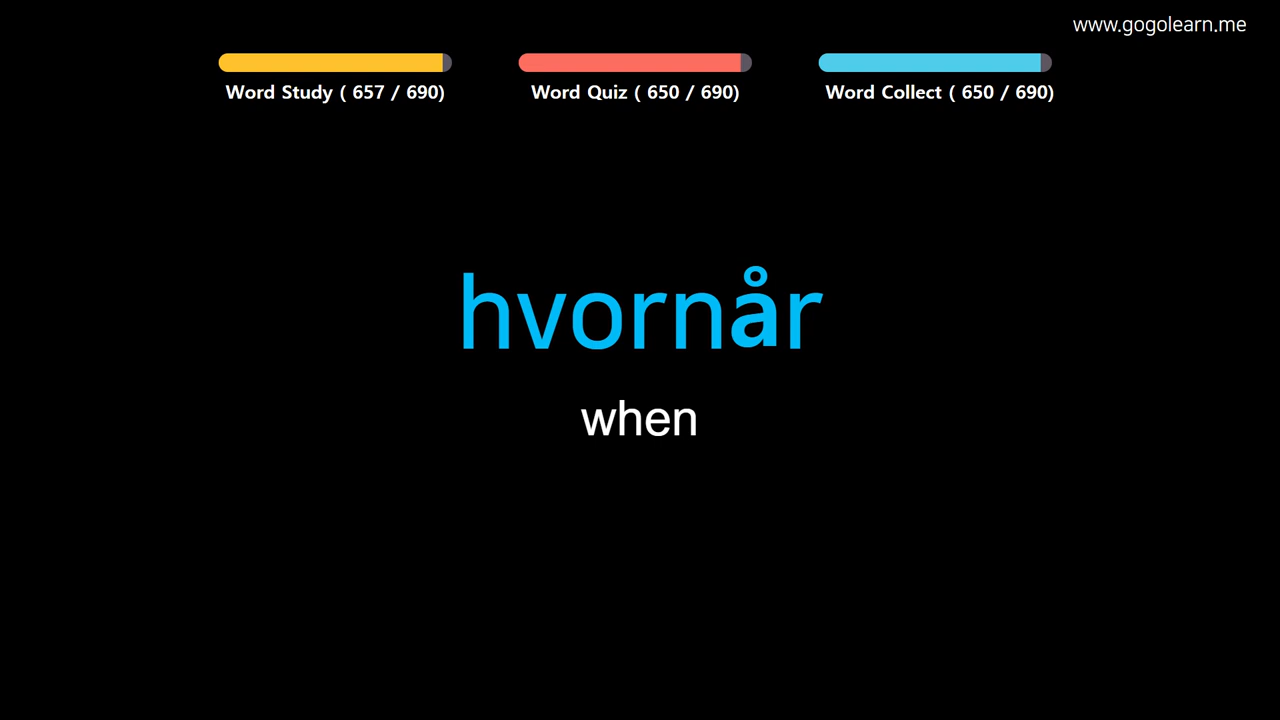 www.gogolearn.me
Word Study ( 657 / 690)
Word Quiz ( 650 / 690)
Word Collect ( 650 / 690)
hvornår
when